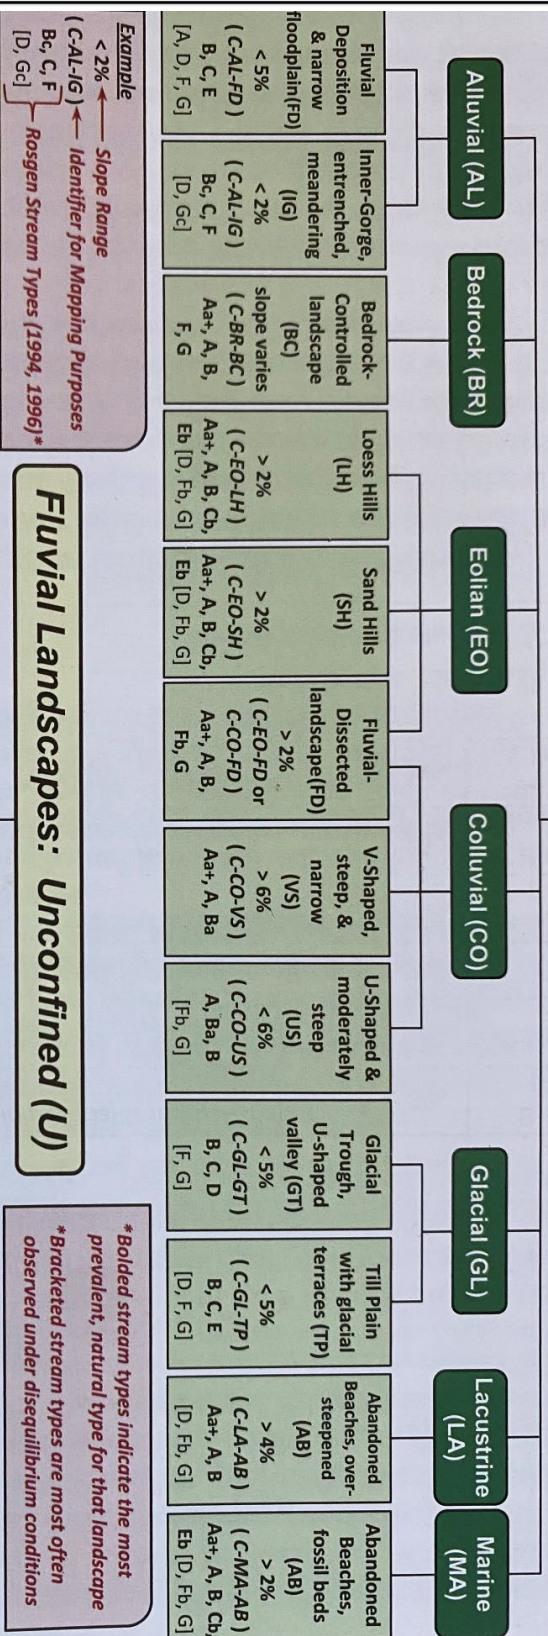 Alluvial (AL)
Bedrock (BR)
Eolian (EO)
Colluvial (CO)
Glacial (GL)
Lacustrine
(LA)
Marine
(MA)
Fluvial
Deposition
& narrow
floodplain(FD)
< 5%
(C-AL-FD)
B, C, E
[A, D, F, G]
Inner-Gorge,
entrenched,
meandering
(IG)
< 2%
(C-AL-IG)
Bc, C, F
[D, Gc]
Bedrock-
Controlled
landscape
(BC)
slope varies
(C-BR-BC)
Aa+, A, B,
F, G
Loess Hills
(LH)
> 2%
(C-EO-LH)
Aa+, A, B, Cb,
Eb [D, Fb, G]
Sand Hills
(SH)
> 2%
(C-EO-SH)
Aa+, A, B, Cb,
Eb [D, Fb, G]
Fluvial-
Dissected
landscape(FD)
> 2%
(C-EO-FD or
C-CO-FD)
Aa+, A, B,
Fb, G
V-Shaped,
steep, &
narrow
(VS)
> 6%
(C-CO-VS)
Aa+, A, Ba
U-Shaped &
moderately
steep
(US)
< 6%
(C-CO-US)
A, Ba, B
[Fb, G]
Glacial
Trough,
U-shaped
valley (GT)
< 5%
(C-GL-GT)
B, C, D
[F, G]
Till Plain
with glacial
terraces (TP)
< 5%
(C-GL-TP)
B, C, E
[D, F, G]
Abandoned
Beaches, over-
steepened
(AB)
> 4%
(C-LA-AB)
Aa+, A, B
[D, Fb, G]
Abandoned
Beaches,
fossil beds
(AB)
> 2%
(C-MA-AB)
Aa+, A, B, Cb,
Eb [D, Fb, G]
Example
< 2% Slope Range
(C-AL-IG) Identifier for Mapping Purposes
Bc, C, F
[D, Gc] Rosgen Stream Types (1994, 1996)*
*Bolded stream types indicate the most
prevalent, natural type for that landscape
*Bracketed stream types are most often
observed under disequilibrium conditions
Fluvial Landscapes: Unconfined (U)